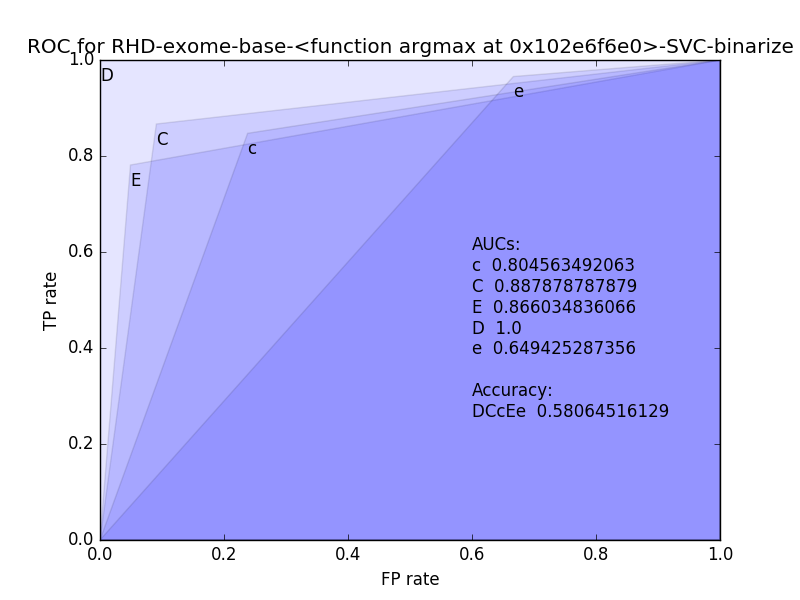 ROC for RHD-exome-base-<function argmax at 0x102e6f6e0>-SVC-binarize
1.0
D
e
C
E
c
0.8
0.6
AUCs:
c 0.804563492063
C 0.887878787879
E 0.866034836066
D 1.0
e 0.649425287356
TP rate
0.4
Accuracy:
DCcEe 0.58064516129
0.2
0.0
0.0 0.2 0.4 0.6 0.8 1.0
FP rate